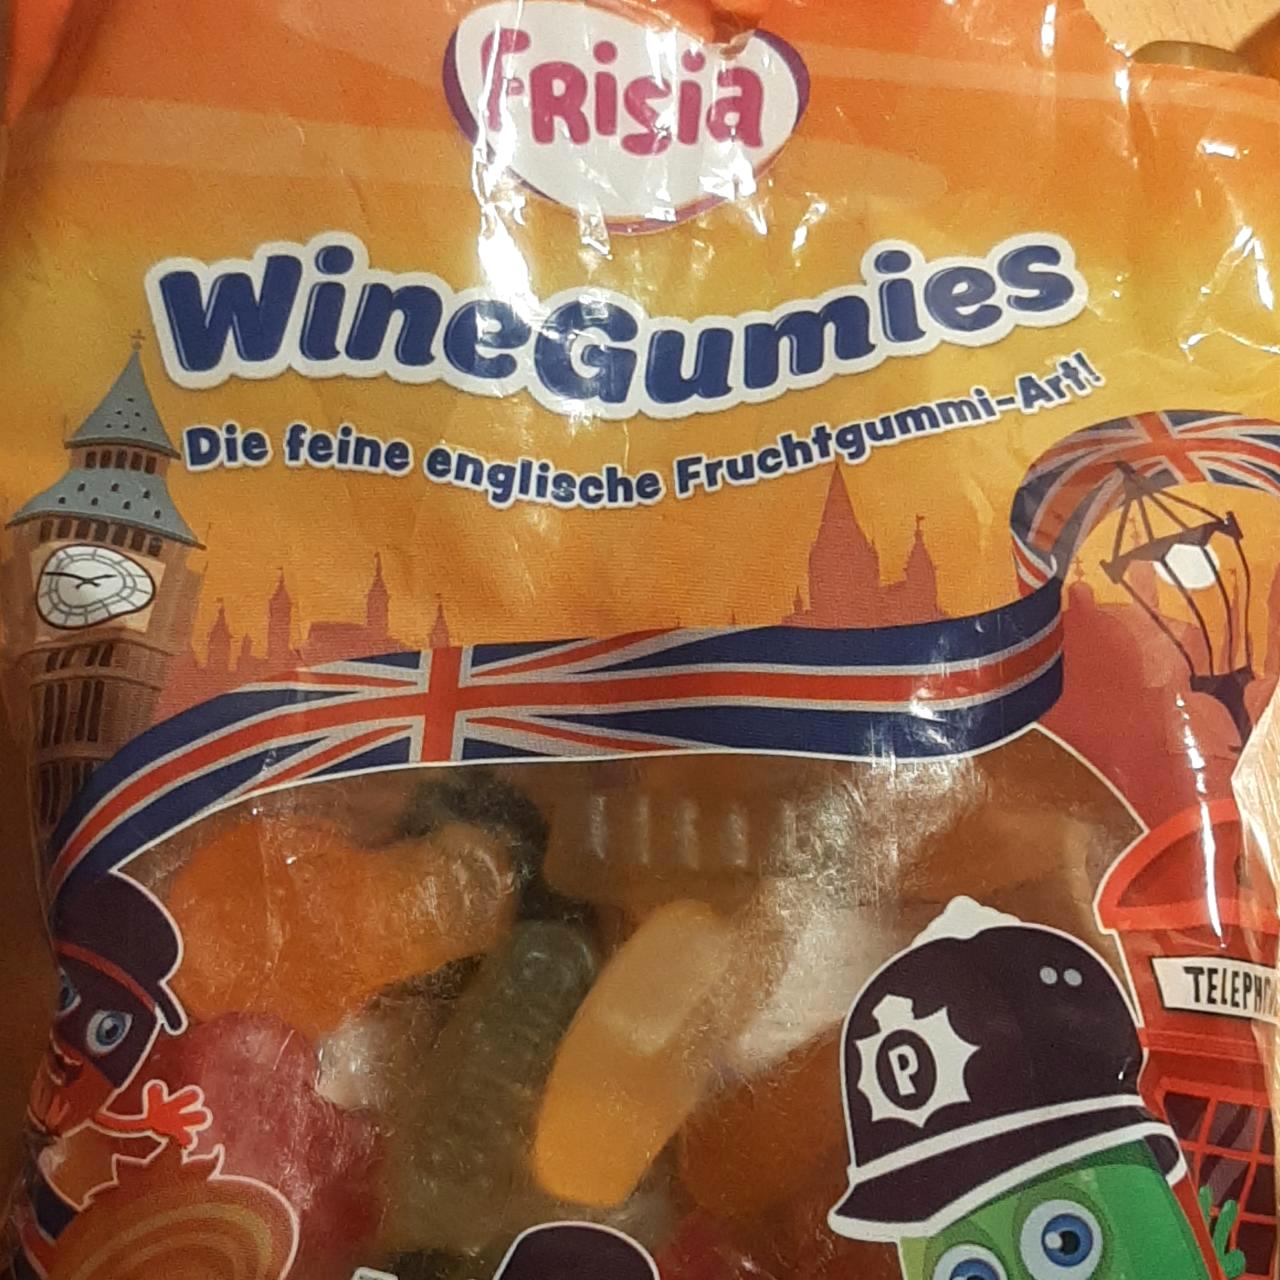 FRisia
WineGumies
Die feine englische Fruchtgummi-Art!
P